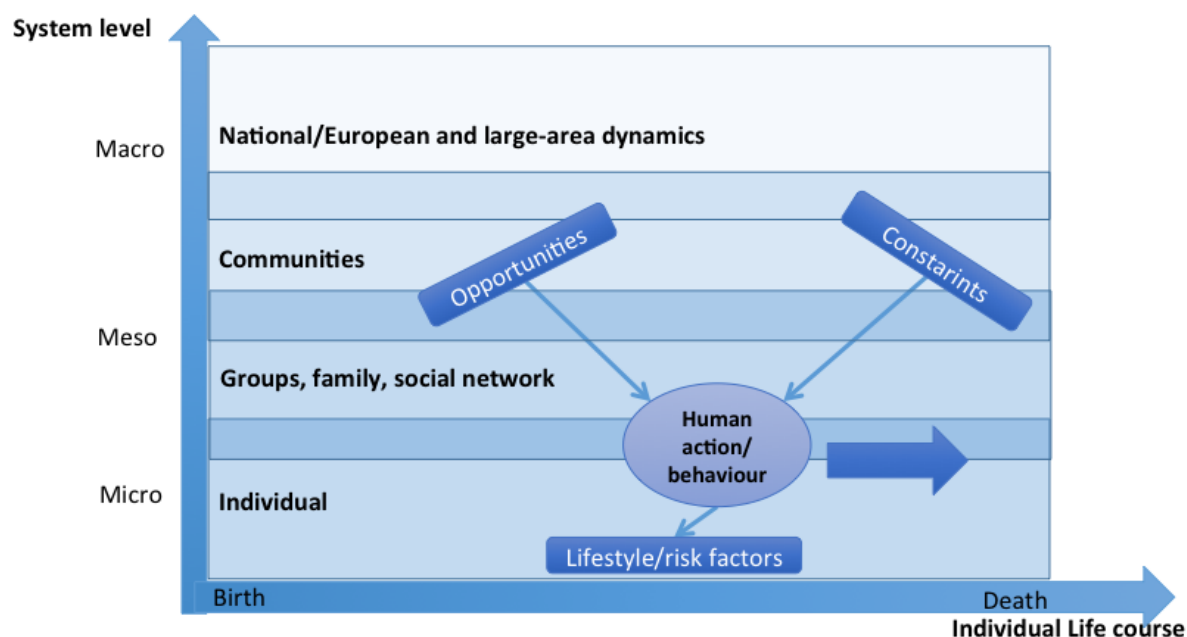 System level
Macro
National/European and large-area dynamics
Opportunities
Constarints
Communities
Meso
Groups, family, social network
Human
action/
behaviour
Micro
Individual
Lifestyle/risk factors
Birth
Death
Individual Life course